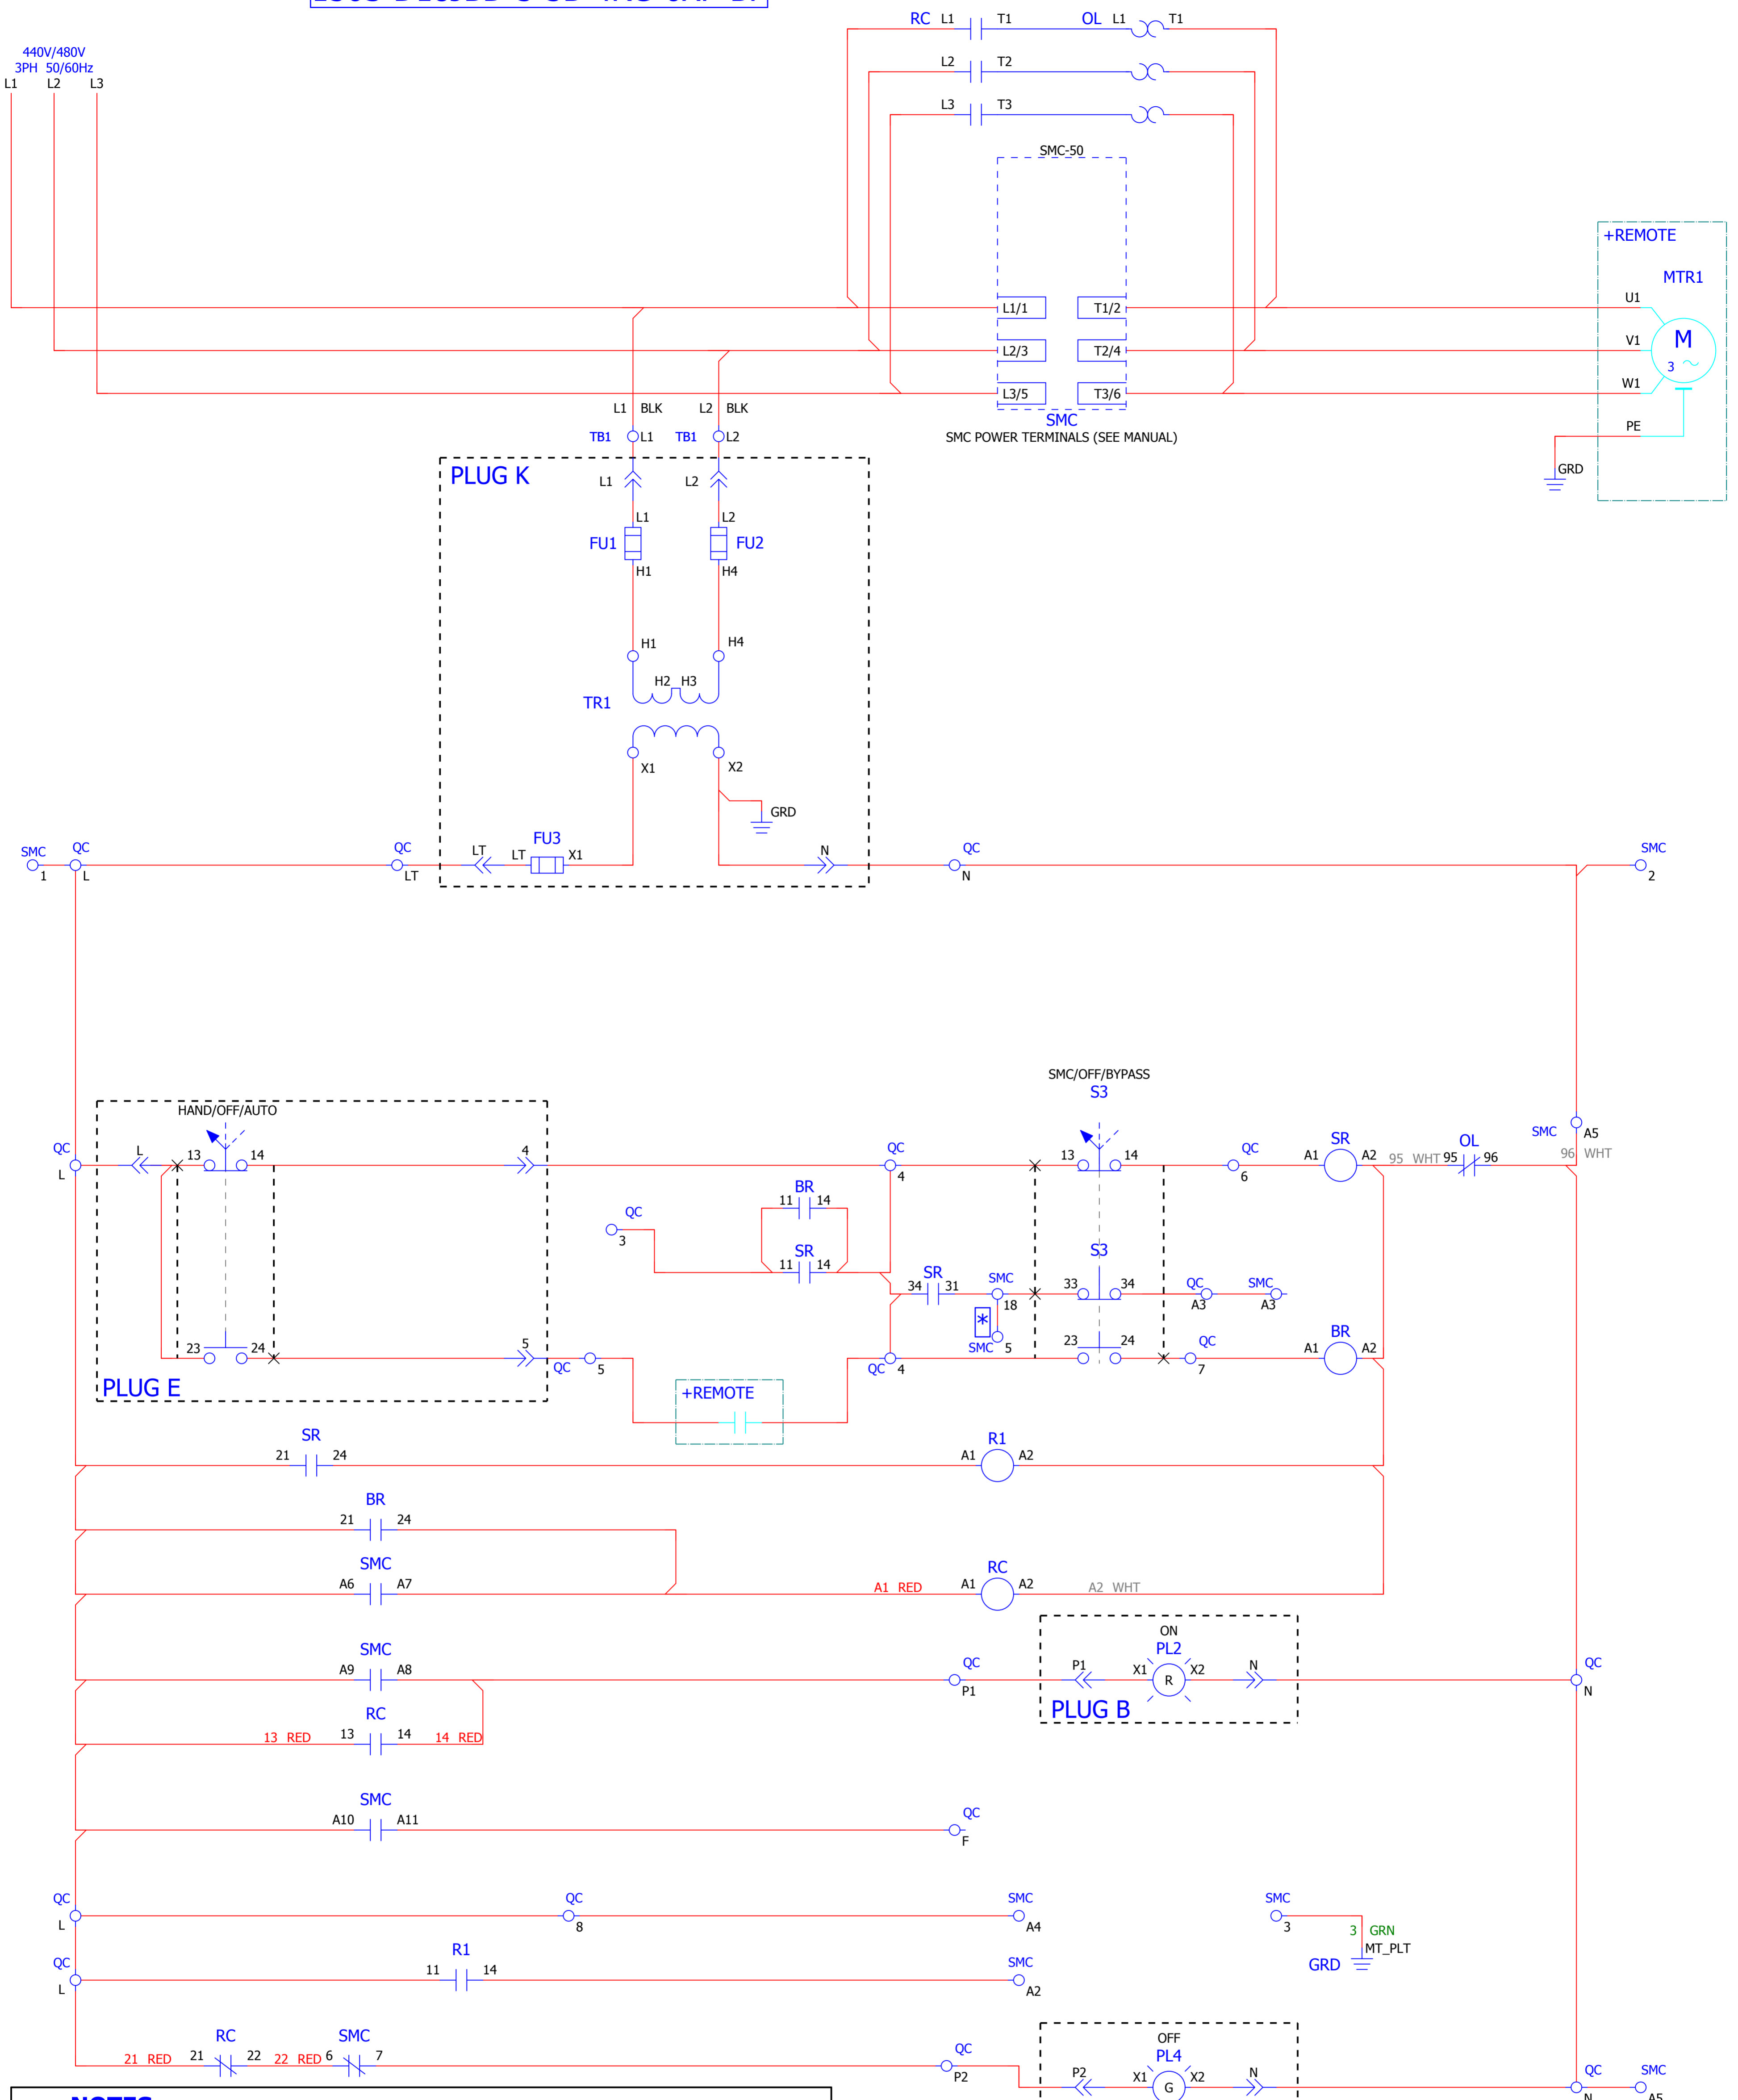 RC L1 T1 OL L1 T1
440V/480V
3PH 50/60Hz
L1 L2 L3
L2 T2
L3 T3
SMC-50
+REMOTE
MTR1
L1/1 T1/2 U1
L2/3 T2/4 V1
M
3
L3/5 T3/6 W1
L1 BLK L2 BLK
SMC
SMC POWER TERMINALS (SEE MANUAL)
TB1 L1 TB1 L2
PE
GRD
PLUG K
L1 L2
L1 L2
FU1 FU2
H1 H4
H1 H4
H2 H3
TR1
X1 X2
GRD
FU3
SMC QC QC LT LT X1 N QC SMC
1 L LT N 2
SMC/OFF/BYPASS
S3
HAND/OFF/AUTO
QC L 13 14 4 QC 13 14 QC SR OL SMC A5
L 4 6 A1 A2 95 WHT 95 96 96 WHT
BR
11 14
QC
3
SR
11 14
S3
SR
34 31 SMC 33 34 QC SMC
18 A3 A3
*
SMC 5
BR
23 24 5 QC 5 QC 4 23 24 QC A1 A2
7
PLUG E
+REMOTE
SR R1
21 24 A1 A2
BR
21 24
SMC RC
A6 A7 A1 RED A1 A2 A2 WHT
ON
SMC PL2
A9 A8 QC P1 X1 R X2 N QC
P1 N
PLUG B
RC
13 RED 13 14 14 RED
SMC
A10 A11 QC
F
QC QC SMC SMC
L 8 A4 3
3 GRN
MT_PLT
GRD
QC R1 SMC
L 11 14 A2
OFF
RC SMC PL4
21 RED 21 22 22 RED 6 7 QC P2 X1 G X2 N QC SMC
P2 N A5